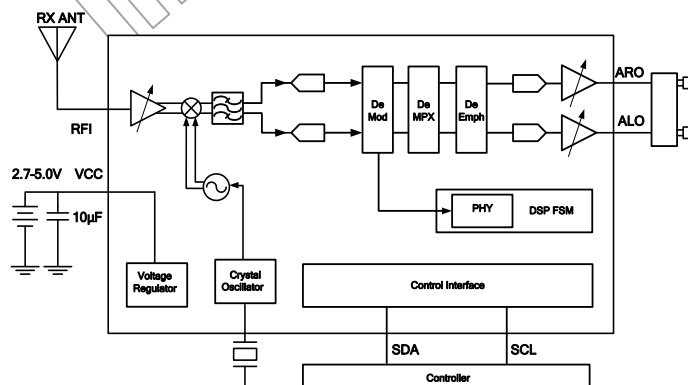 RX ANT
RFI
2.7-5.0V VCC
10µF
De
Mod
De
MPX
De
Emph
ARO
ALO
PHY
DSP FSM
Voltage
Regulator
Crystal
Oscillator
Control Interface
SDA
SCL
Controller